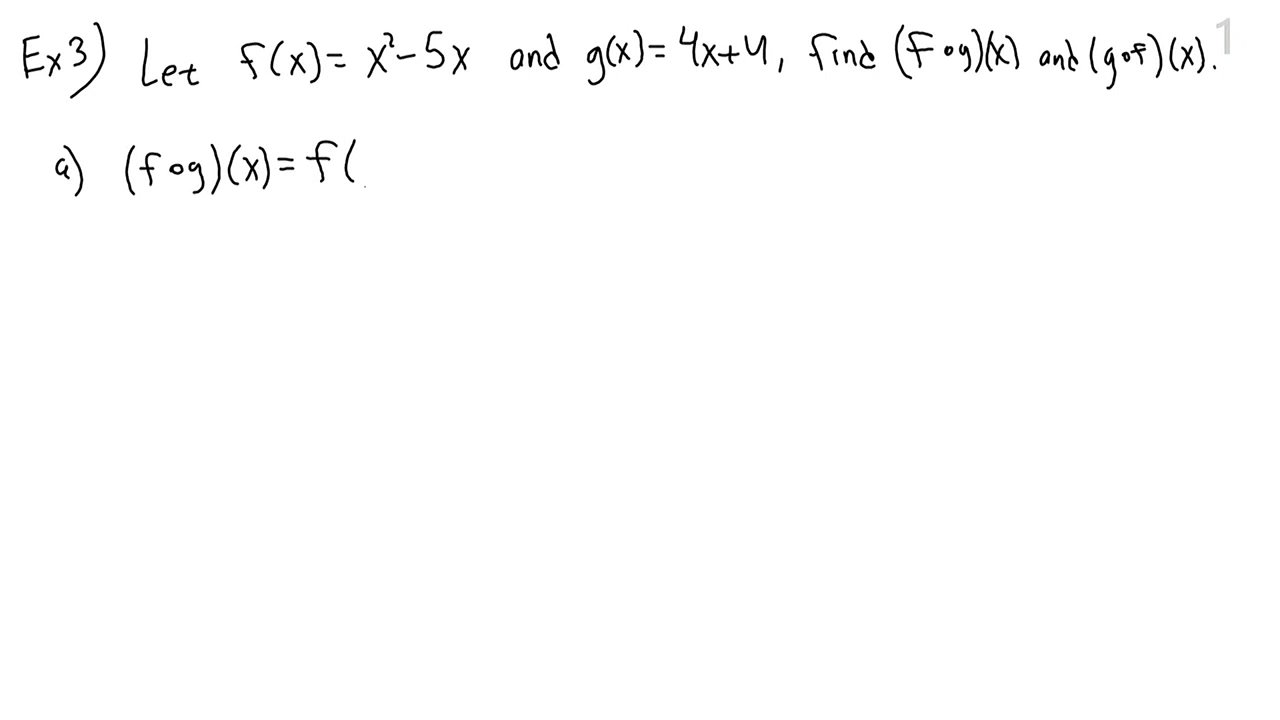 Ex3) Let f(x)= x²-5x and g(x)= 4x+4, find (f∘g)(x) and (g∘f)(x). 1
a) (f∘g)(x)= f(